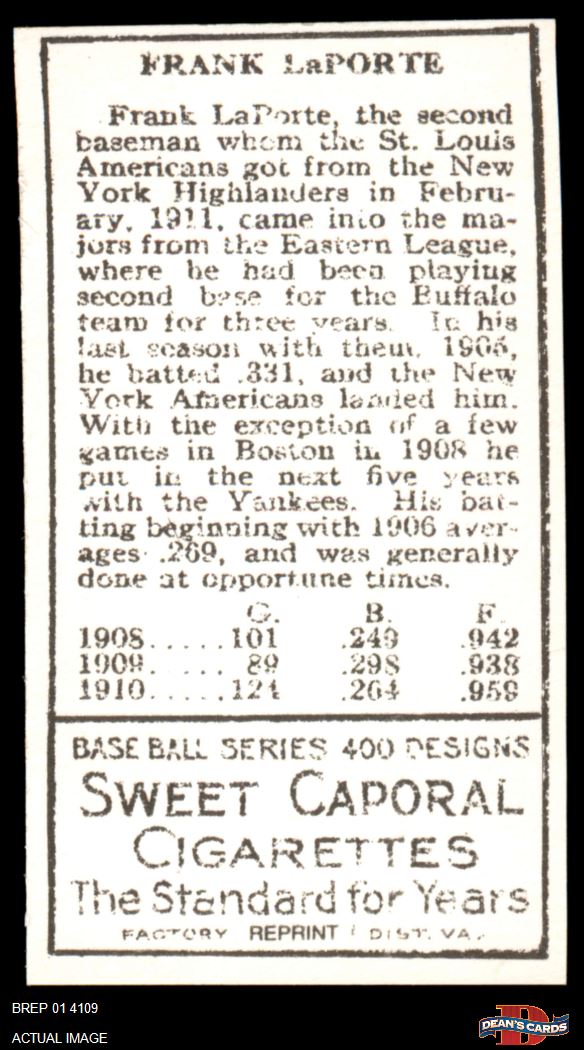 FRANK LaPORTE
Frank LaPorte, the second
baseman whom the St. Louis
Americans got from the New
York Highlanders in Febru-
ary, 1911, came into the ma-
jors from the Eastern League,
where he had been playing
second base for the Buffalo
team for three years. In his
last season with them, 1905,
he batted .331, and the New
York Americans landed him.
With the exception of a few
games in Boston in 1908 he
put in the next five years
with the Yankees. His bat-
ting beginning with 1906 aver-
ages .269, and was generally
done at opportune times.
G. B. F.
1908.....101 .249 .942
1909.....89 .298 .938
1910.....124 .264 .959
BASE BALL SERIES 400 DESIGNS
SWEET CAPORAL
CIGARETTES
The Standard for Years
FACTORY REPRINT DIST. VA.
BREP 01 4109
ACTUAL IMAGE
D
DEAN'S CARDS